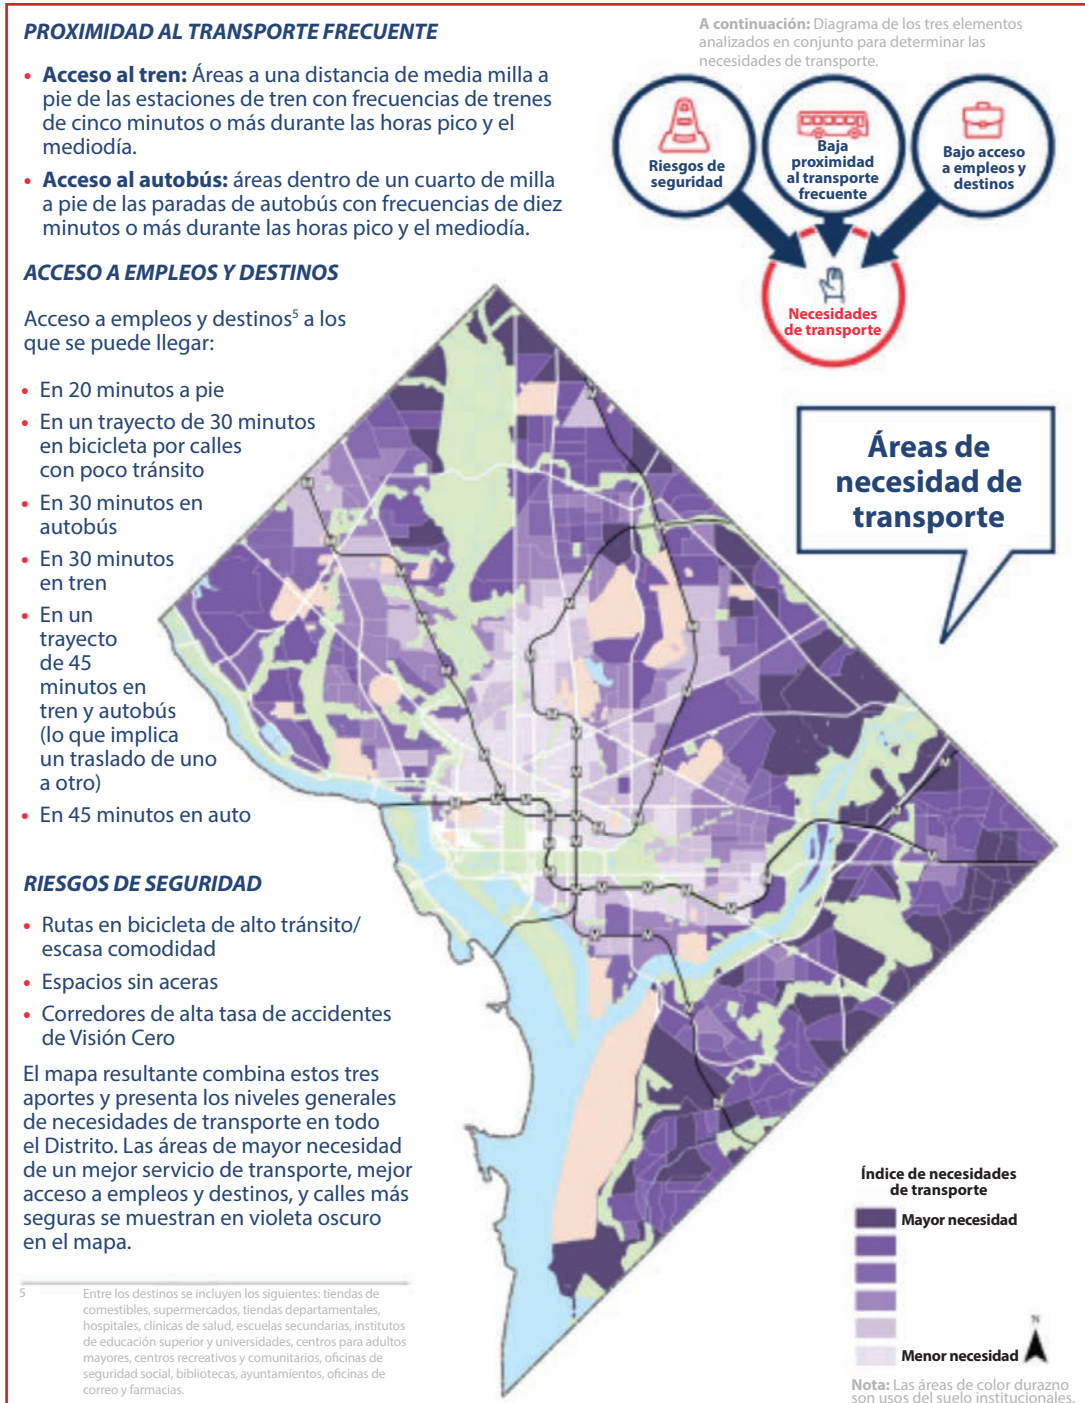 PROXIMIDAD AL TRANSPORTE FRECUENTE
• Acceso al tren: Áreas a una distancia de media milla a
pie de las estaciones de tren con frecuencias de trenes
de cinco minutos o más durante las horas pico y el
mediodía.
• Acceso al autobús: áreas dentro de un cuarto de milla
a pie de las paradas de autobús con frecuencias de diez
minutos o más durante las horas pico y el mediodía.
A continuación: Diagrama de los tres elementos
analizados en conjunto para determinar las
necesidades de transporte.
Riesgos de
seguridad
Baja
proximidad
al transporte
frecuente
Bajo acceso
a empleos y
destinos
Necesidades
de transporte
ACCESO A EMPLEOS Y DESTINOS
Acceso a empleos y destinos⁵ a los
que se puede llegar:
• En 20 minutos a pie
• En un trayecto de 30 minutos
en bicicleta por calles
con poco tránsito
• En 30 minutos en
autobús
• En 30 minutos
en tren
• En un
trayecto
de 45
minutos en
tren y autobús
(lo que implica
un traslado de uno
a otro)
• En 45 minutos en auto
RIESGOS DE SEGURIDAD
• Rutas en bicicleta de alto tránsito/
escasa comodidad
• Espacios sin aceras
• Corredores de alta tasa de accidentes
de Visión Cero
El mapa resultante combina estos tres
aportes y presenta los niveles generales
de necesidades de transporte en todo
el Distrito. Las áreas de mayor necesidad
de un mejor servicio de transporte, mejor
acceso a empleos y destinos, y calles más
seguras se muestran en violeta oscuro
en el mapa.
Áreas de
necesidad de
transporte
Índice de necesidades
de transporte
Mayor necesidad
Menor necesidad
N
Nota: Las áreas de color durazno
son usos del suelo institucionales.
5 Entre los destinos se incluyen los siguientes: tiendas de
comestibles, supermercados, tiendas departamentales,
hospitales, clínicas de salud, escuelas secundarias, institutos
de educación superior y universidades, centros para adultos
mayores, centros recreativos y comunitarios, oficinas de
seguridad social, bibliotecas, ayuntamientos, oficinas de
correo y farmacias.